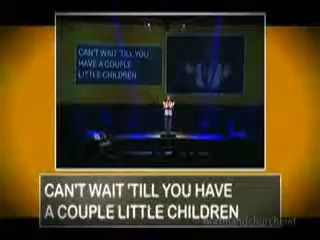 CAN'T WAIT 'TILL YOU
HAVE A COUPLE
LITTLE CHILDREN
CAN'T WAIT 'TILL YOU HAVE
A COUPLE LITTLE CHILDREN